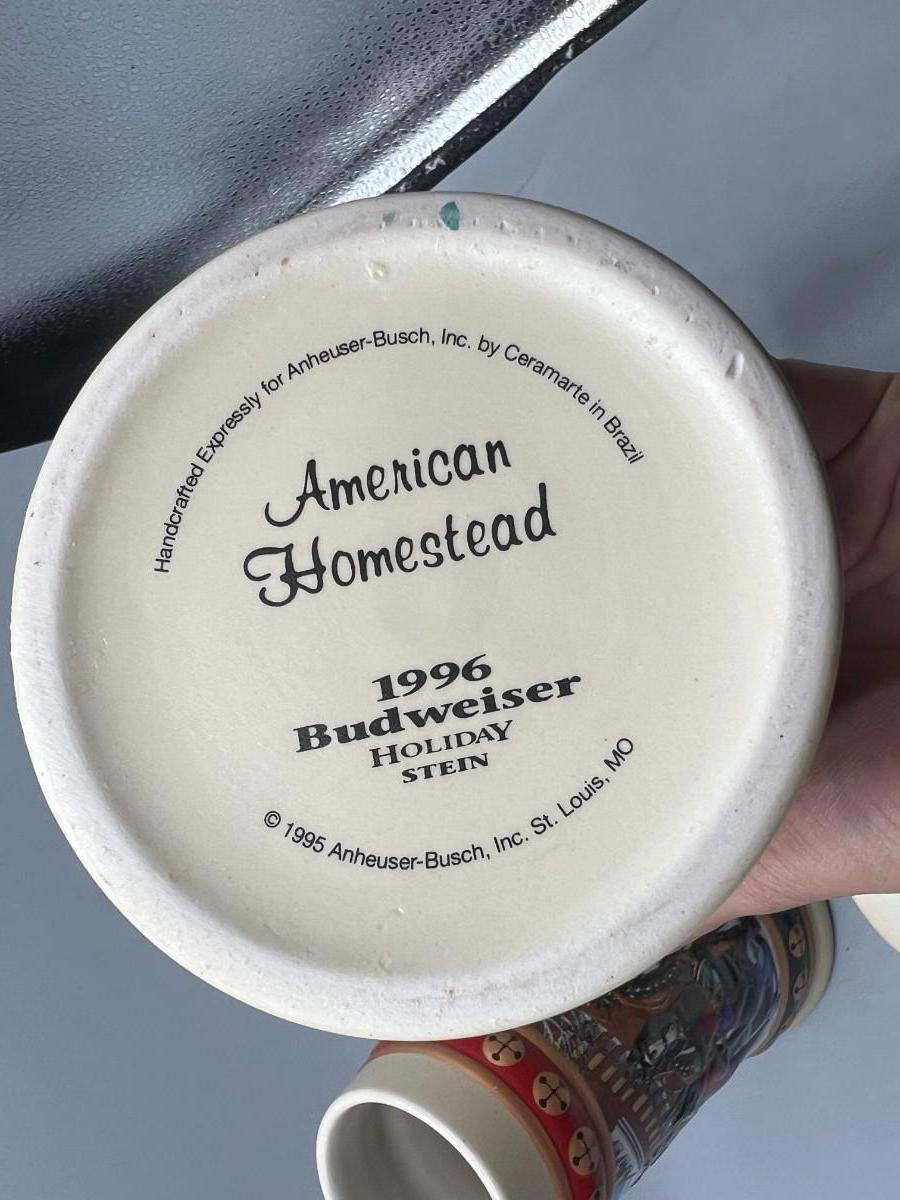 Handcrafted Expressly for Anheuser-Busch, Inc. by Ceramarte in Brazil
American
Homestead
1996
Budweiser
HOLIDAY
STEIN
© 1995 Anheuser-Busch, Inc. St. Louis, MO